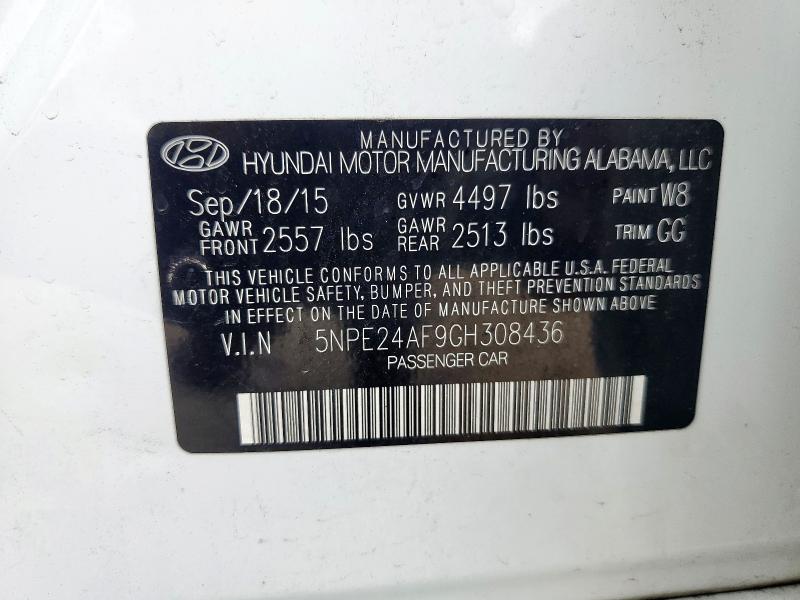 MANUFACTURED BY
HYUNDAI MOTOR MANUFACTURING ALABAMA, LLC
Sep/18/15 GVWR 4497 lbs PAINT W8
GAWR FRONT 2557 lbs GAWR REAR 2513 lbs TRIM GG
THIS VEHICLE CONFORMS TO ALL APPLICABLE U.S.A. FEDERAL
MOTOR VEHICLE SAFETY, BUMPER, AND THEFT PREVENTION STANDARDS
IN EFFECT ON THE DATE OF MANUFACTURE SHOWN ABOVE
V.I.N 5NPE24AF9GH308436
PASSENGER CAR